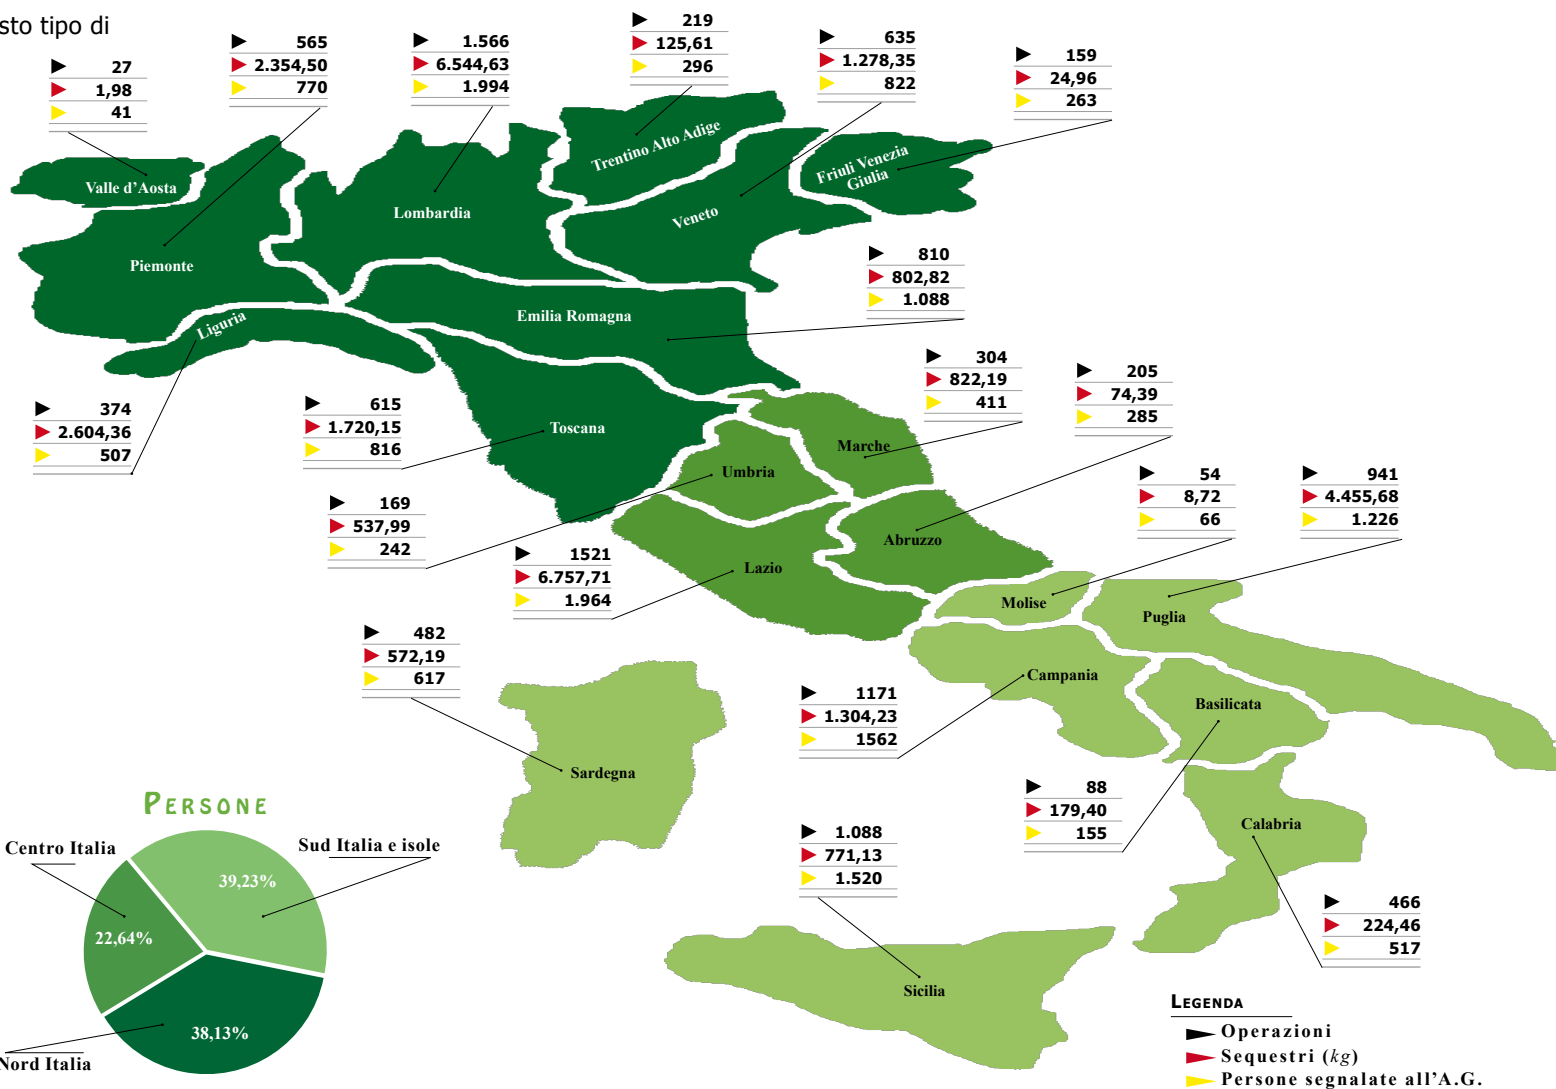 sto tipo di
27
1,98
41
565
2.354,50
770
1.566
6.544,63
1.994
219
125,61
296
635
1.278,35
822
159
24,96
263
Valle d'Aosta
Piemonte
Lombardia
Trentino Alto Adige
Veneto
Friuli Venezia
Giulia
810
802,82
1.088
Emilia Romagna
Liguria
374
2.604,36
507
615
1.720,15
816
Toscana
304
822,19
411
205
74,39
285
Marche
Umbria
169
537,99
242
1521
6.757,71
1.964
Lazio
Abruzzo
54
8,72
66
941
4.455,68
1.226
Molise
Puglia
482
572,19
617
Sardegna
1171
1.304,23
1562
Campania
Basilicata
88
179,40
155
Calabria
466
224,46
517
1.088
771,13
1.520
Sicilia
PERSONE
Centro Italia
Sud Italia e isole
39,23%
22,64%
38,13%
Nord Italia
LEGENDA
Operazioni
Sequestri (kg)
Persone segnalate all'A.G.